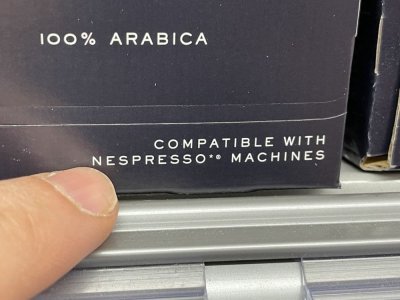 100% ARABICA
COMPATIBLE WITH
NESPRESSO*® MACHINES